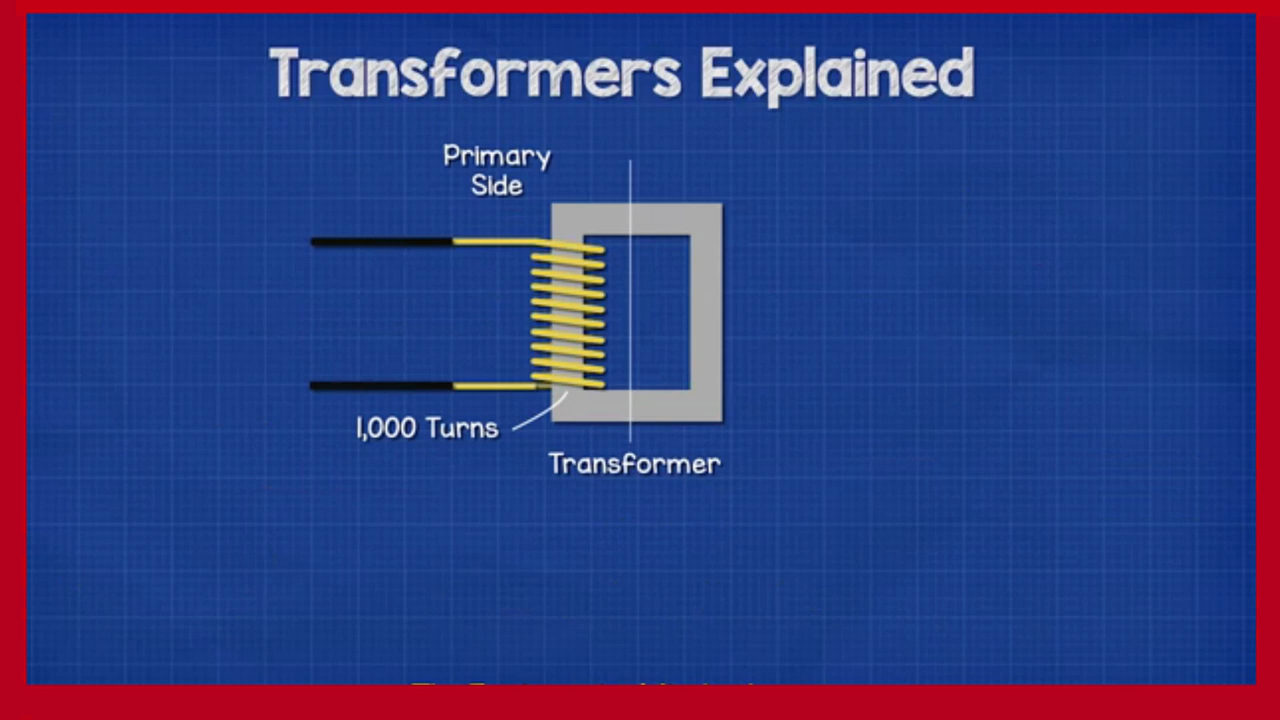 Transformers Explained
Primary
Side
1,000 Turns
Transformer